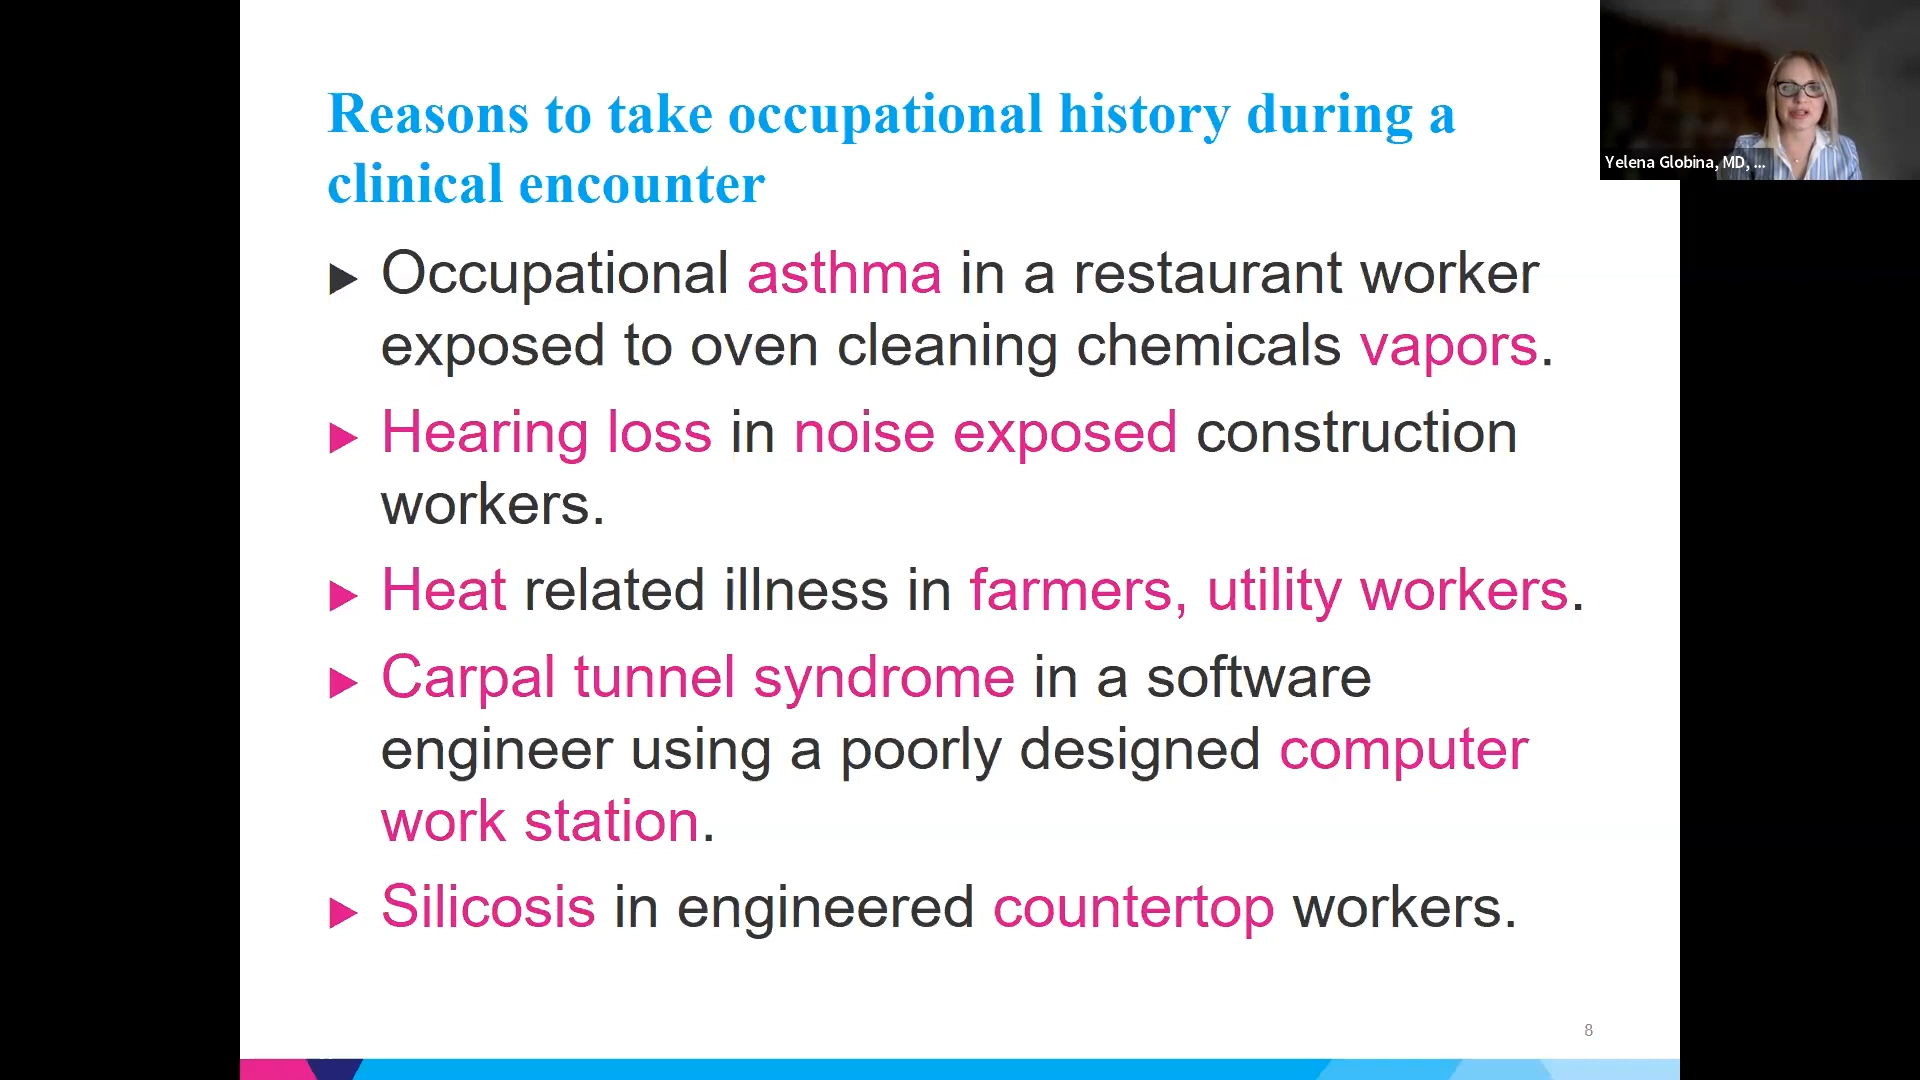 Reasons to take occupational history during a
clinical encounter
Occupational asthma in a restaurant worker
exposed to oven cleaning chemicals vapors.
Hearing loss in noise exposed construction
workers.
Heat related illness in farmers, utility workers.
Carpal tunnel syndrome in a software
engineer using a poorly designed computer
work station.
Silicosis in engineered countertop workers.
8
Yelena Globina, MD, ...